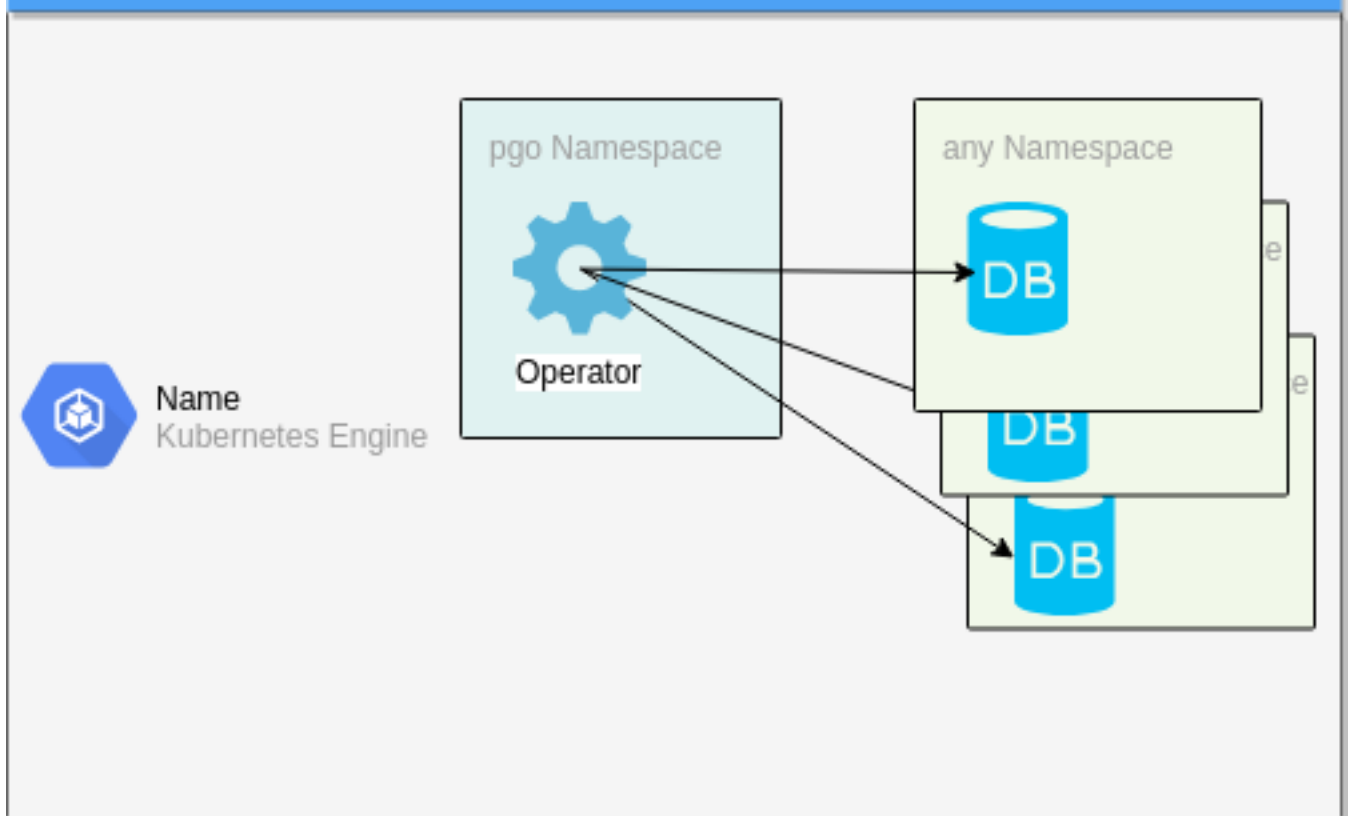 pgo Namespace
any Namespace
DB
e
Operator
e
Name
Kubernetes Engine
DB
DB